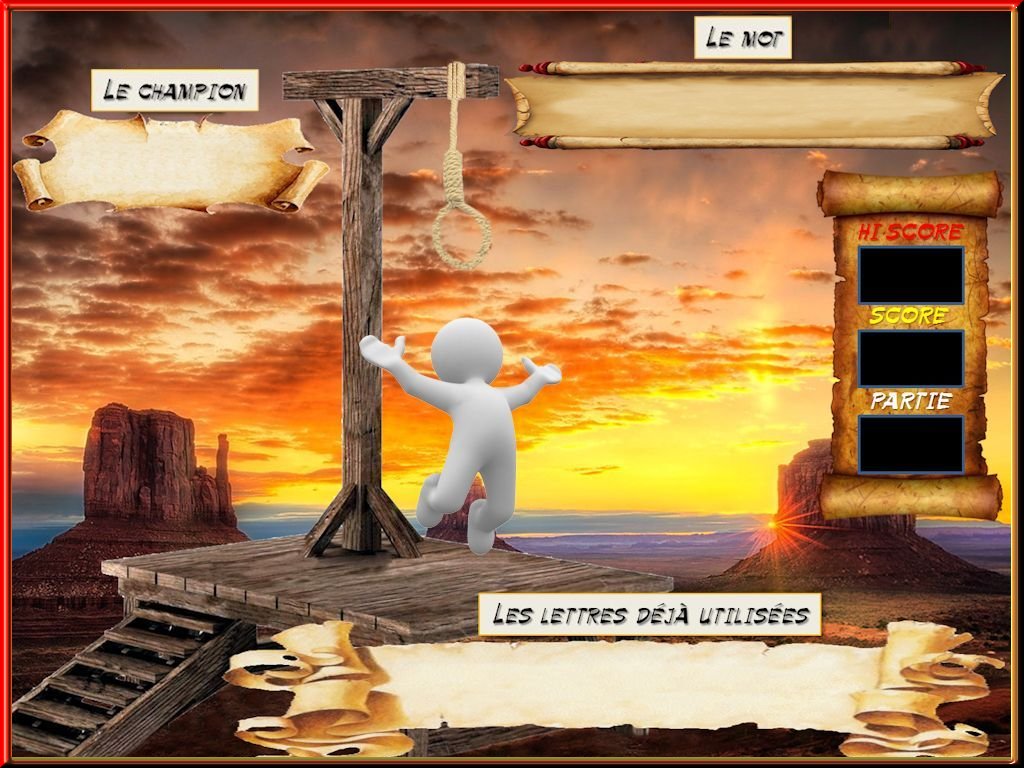 Le mot
Le champion
Hi-Score
Score
Partie
Les lettres déjà utilisées